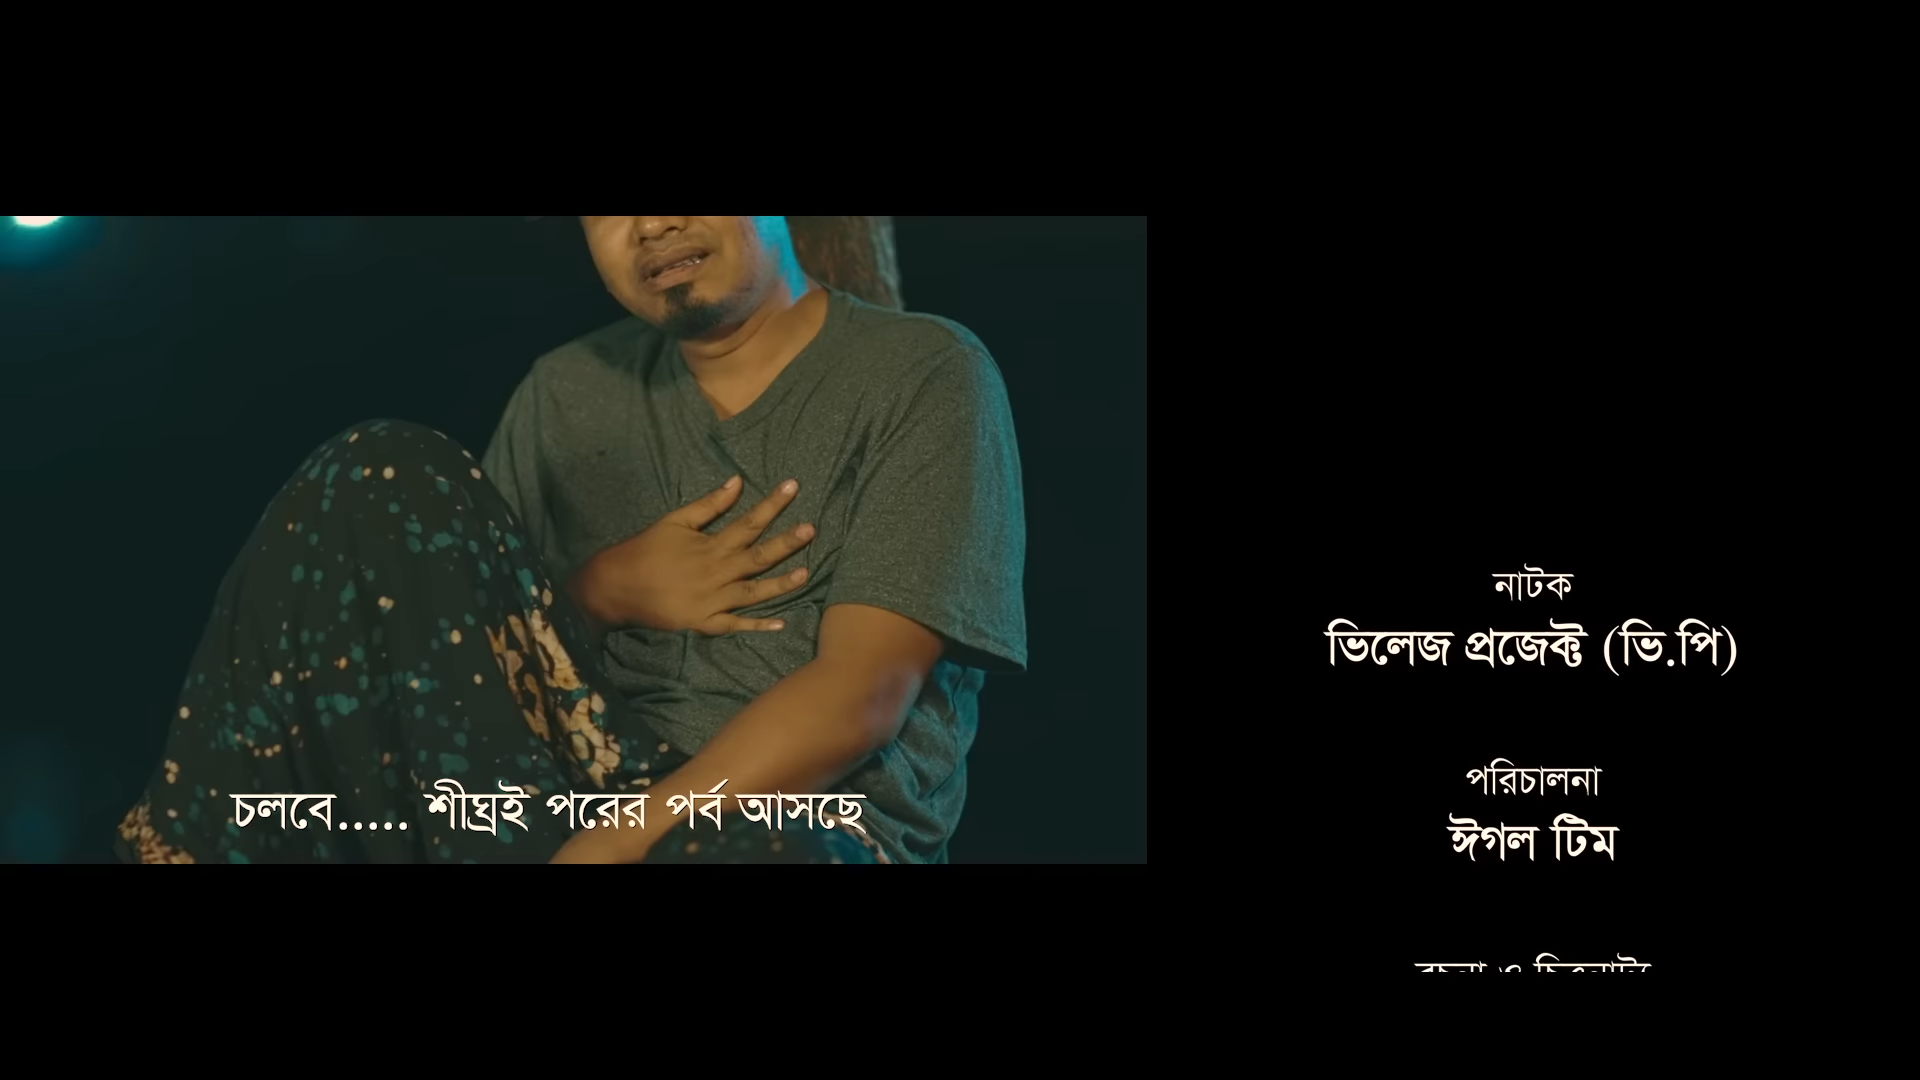 চলবে..... শীঘ্রই পরের পর্ব আসছে
নাটক
ভিলেজ প্রজেক্ট (ভি.পি)
পরিচালনা
ঈগল টিম